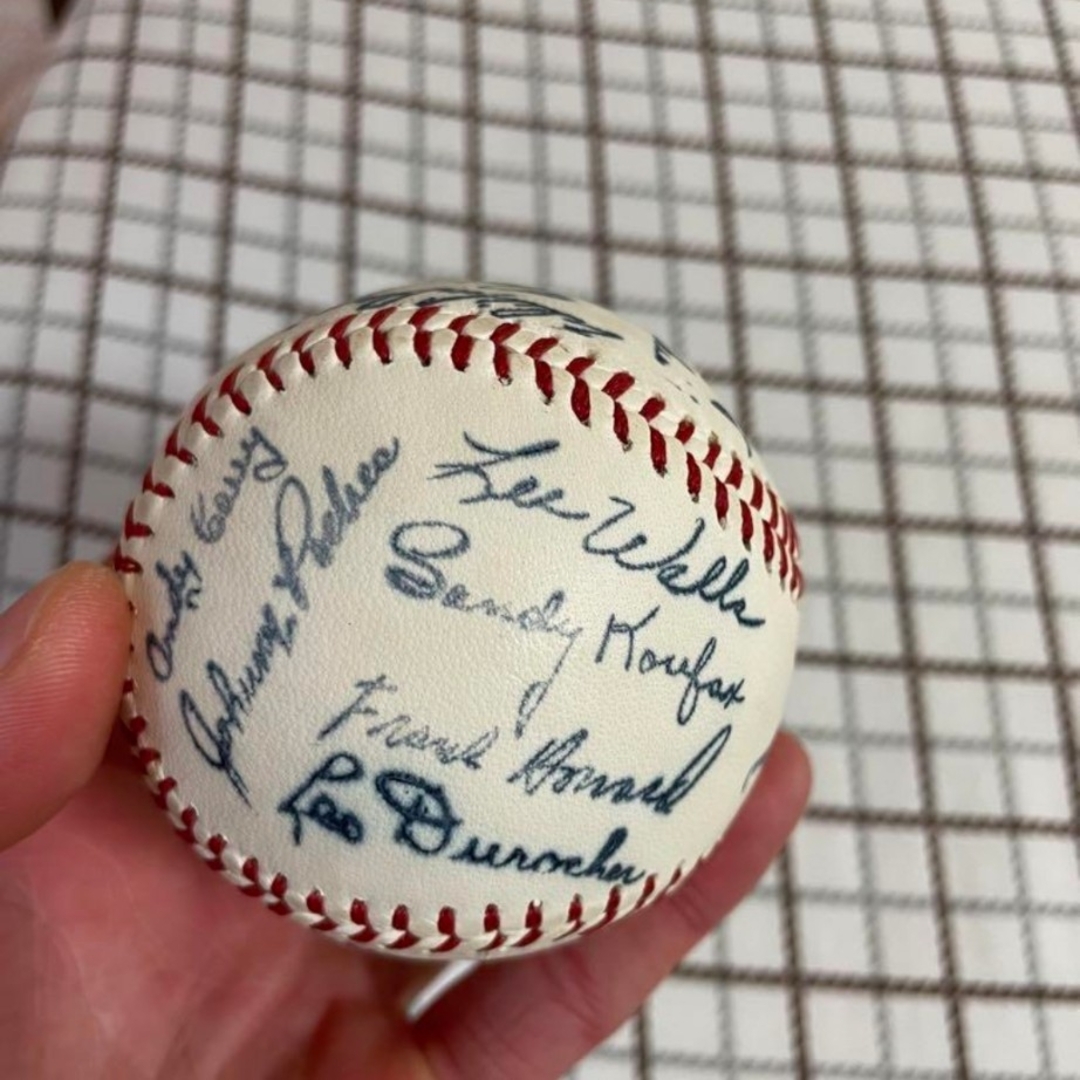 Andy Carey
Johnny Podres
Lee Walls
Sandy Koufax
Frank Howard
Leo Durocher